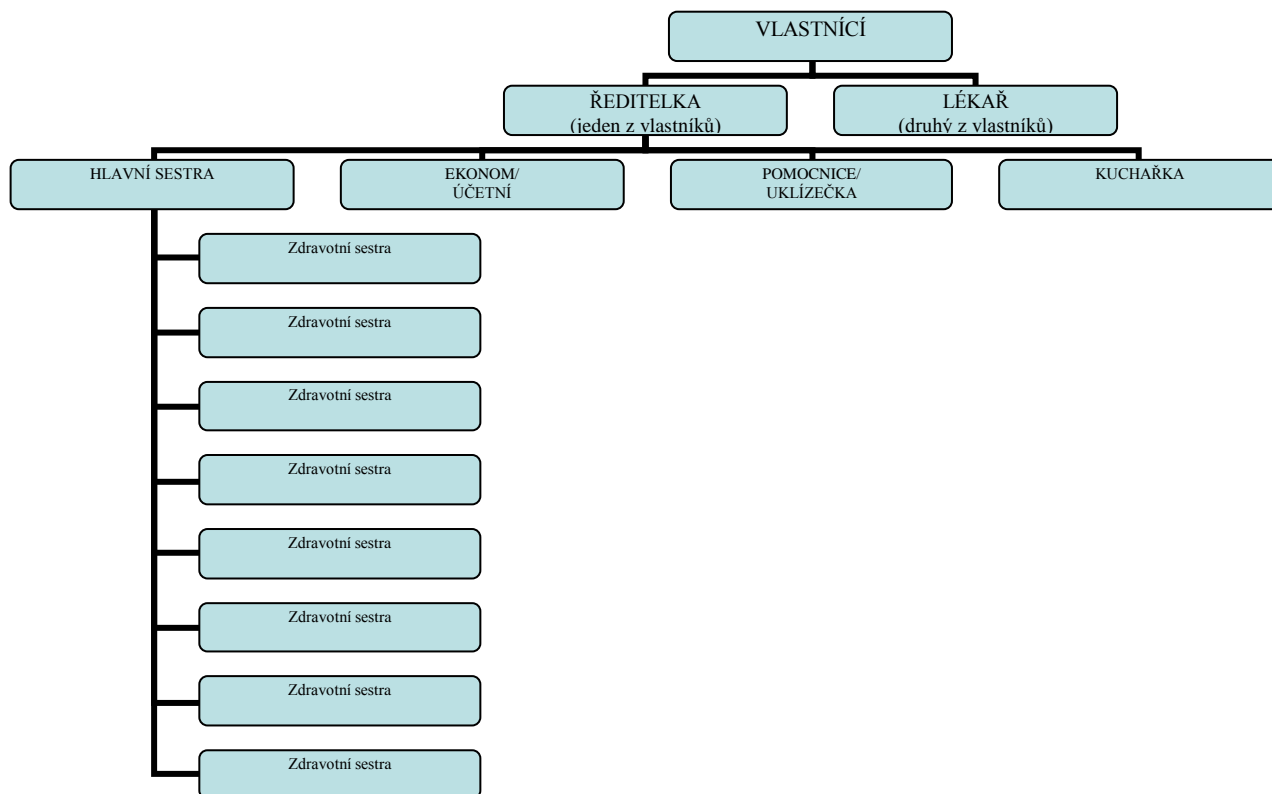 VLASTNÍCÍ
ŘEDITELKA
(jeden z vlastníků)
LÉKAŘ
(druhý z vlastníků)
HLAVNÍ SESTRA
EKONOM/
ÚČETNÍ
POMOCNICE/
UKLÍZEČKA
KUCHAŘKA
Zdravotní sestra
Zdravotní sestra
Zdravotní sestra
Zdravotní sestra
Zdravotní sestra
Zdravotní sestra
Zdravotní sestra
Zdravotní sestra